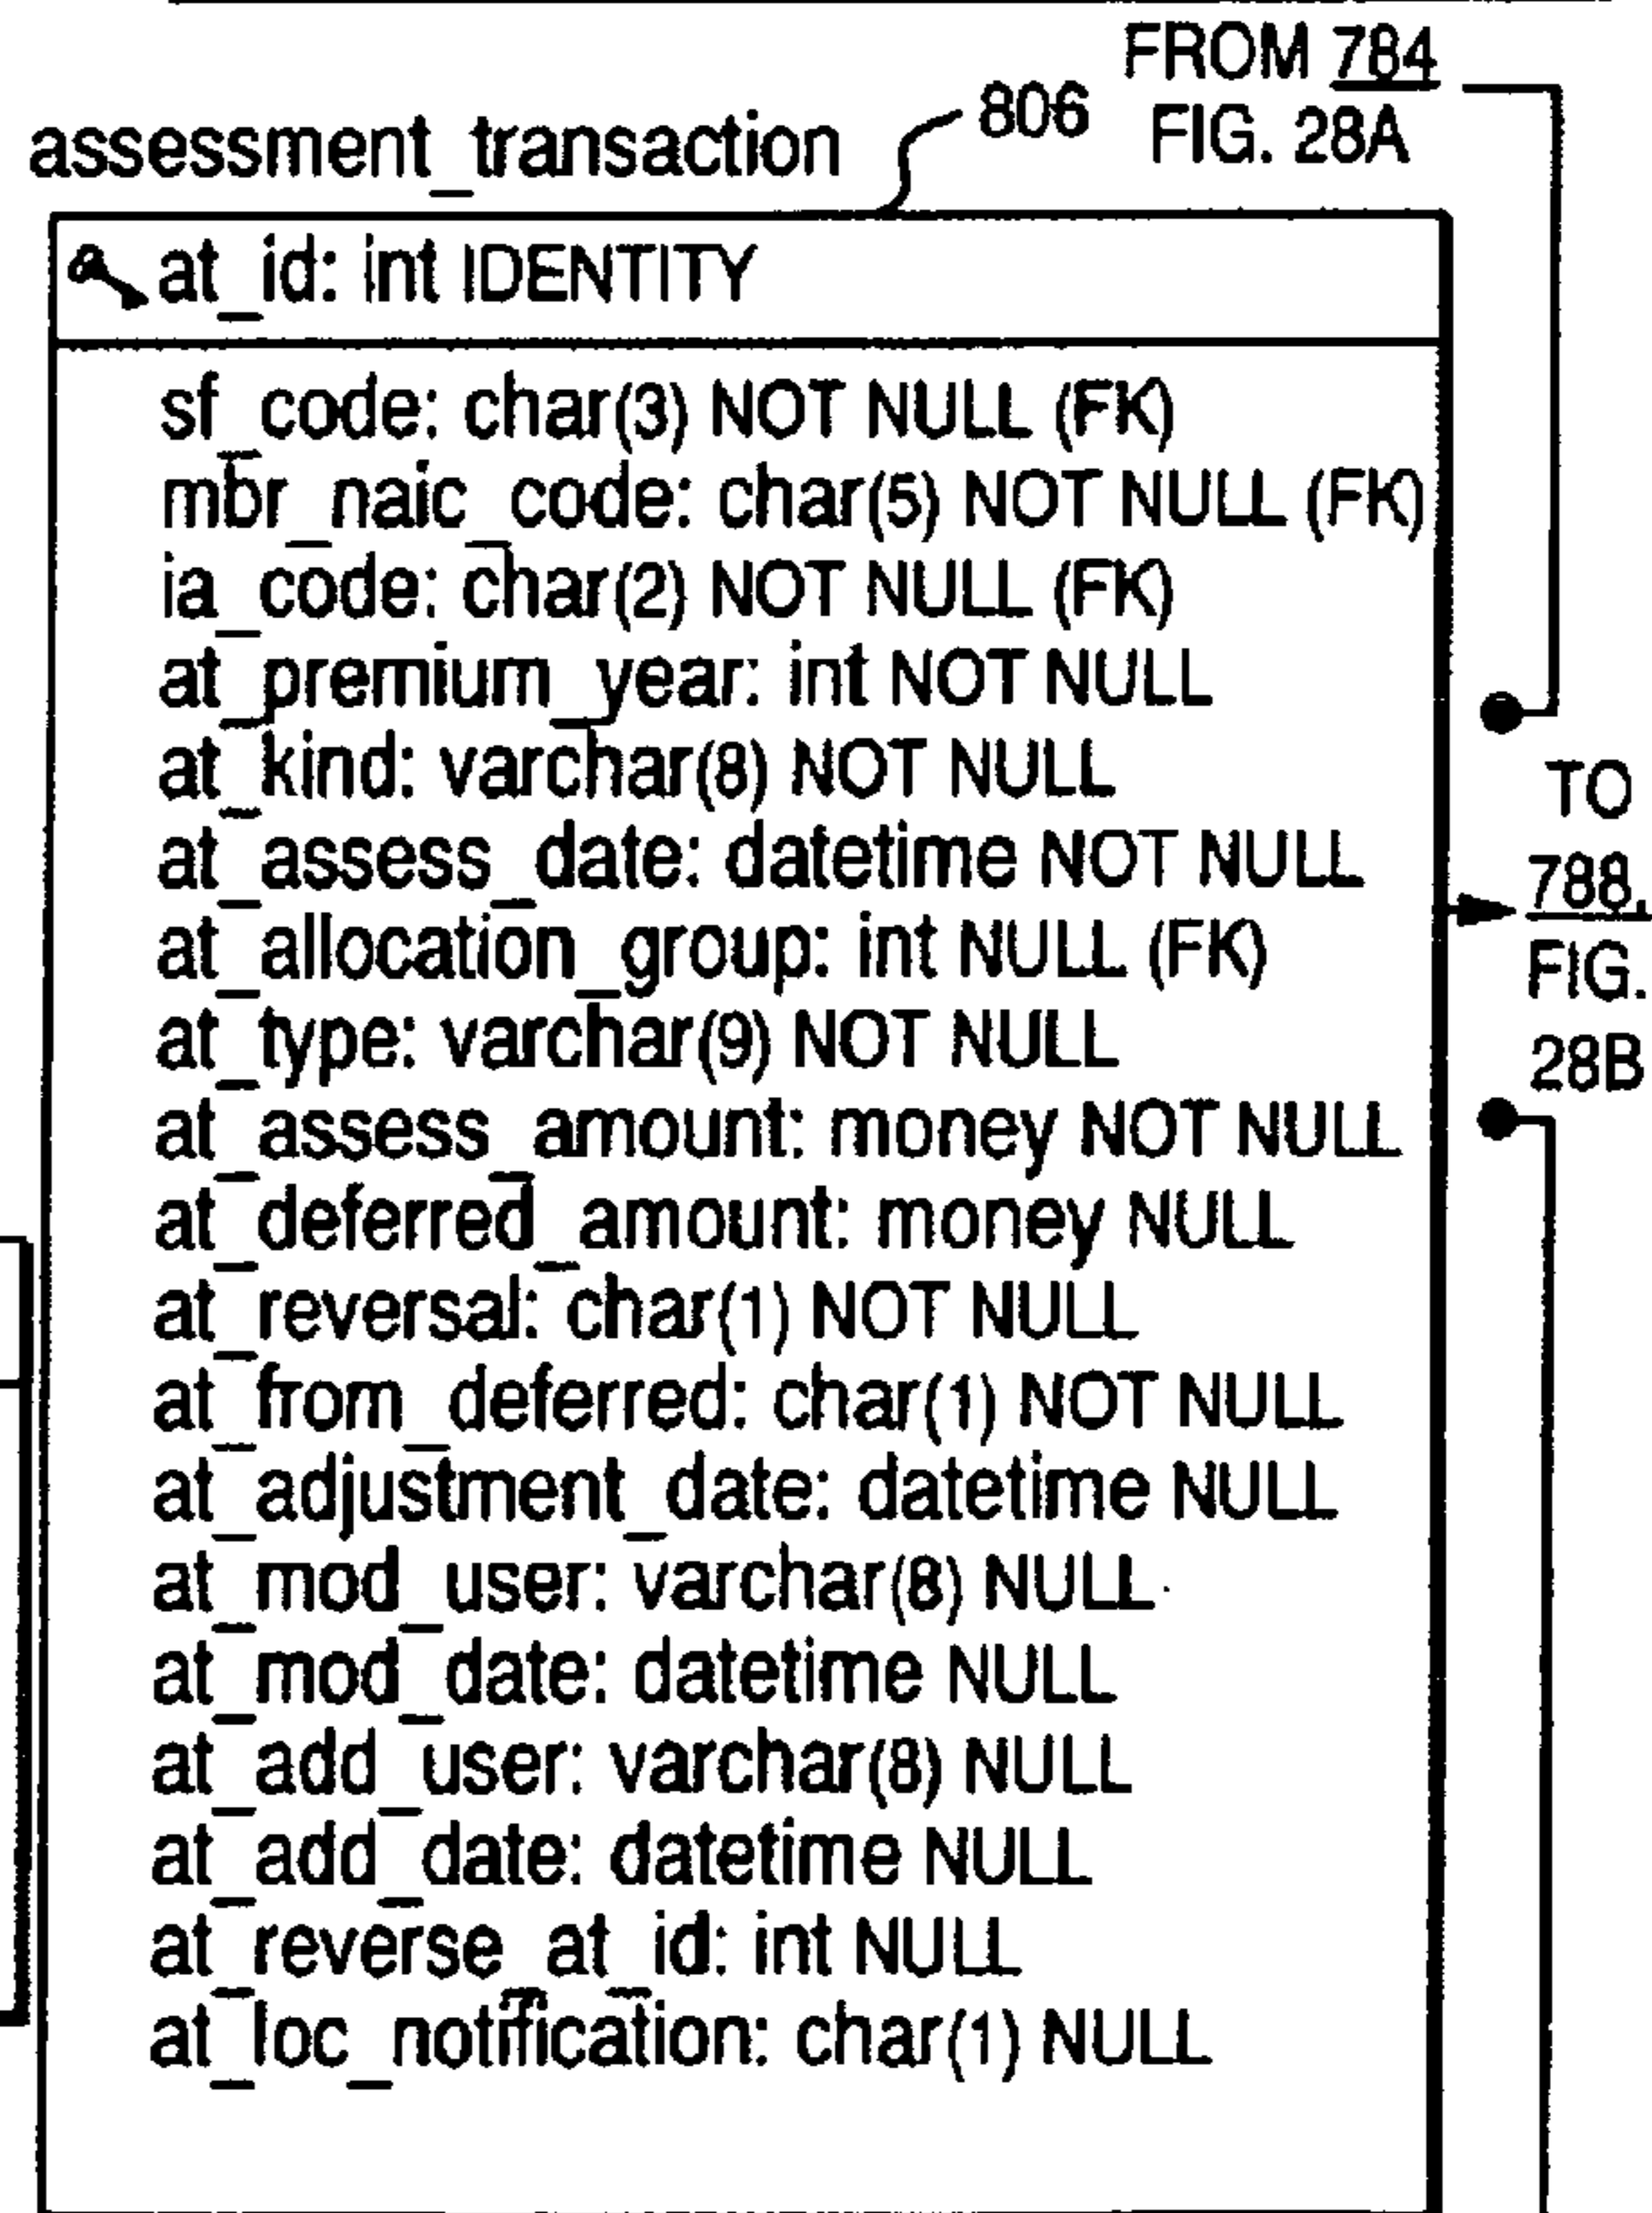 FROM 784
FIG. 28A
806
assessment_transaction
at_id: int IDENTITY
sf_code: char(3) NOT NULL (FK)
mbr_naic_code: char(5) NOT NULL (FK)
ia_code: char(2) NOT NULL (FK)
at_premium_year: int NOT NULL
at_kind: varchar(8) NOT NULL
at_assess_date: datetime NOT NULL
at_allocation_group: int NULL (FK)
at_type: varchar(9) NOT NULL
at_assess_amount: money NOT NULL
at_deferred_amount: money NULL
at_reversal: char(1) NOT NULL
at_from_deferred: char(1) NOT NULL
at_adjustment_date: datetime NULL
at_mod_user: varchar(8) NULL
at_mod_date: datetime NULL
at_add_user: varchar(8) NULL
at_add_date: datetime NULL
at_reverse_at_id: int NULL
at_loc_notification: char(1) NULL
TO
788,
FIG.
28B